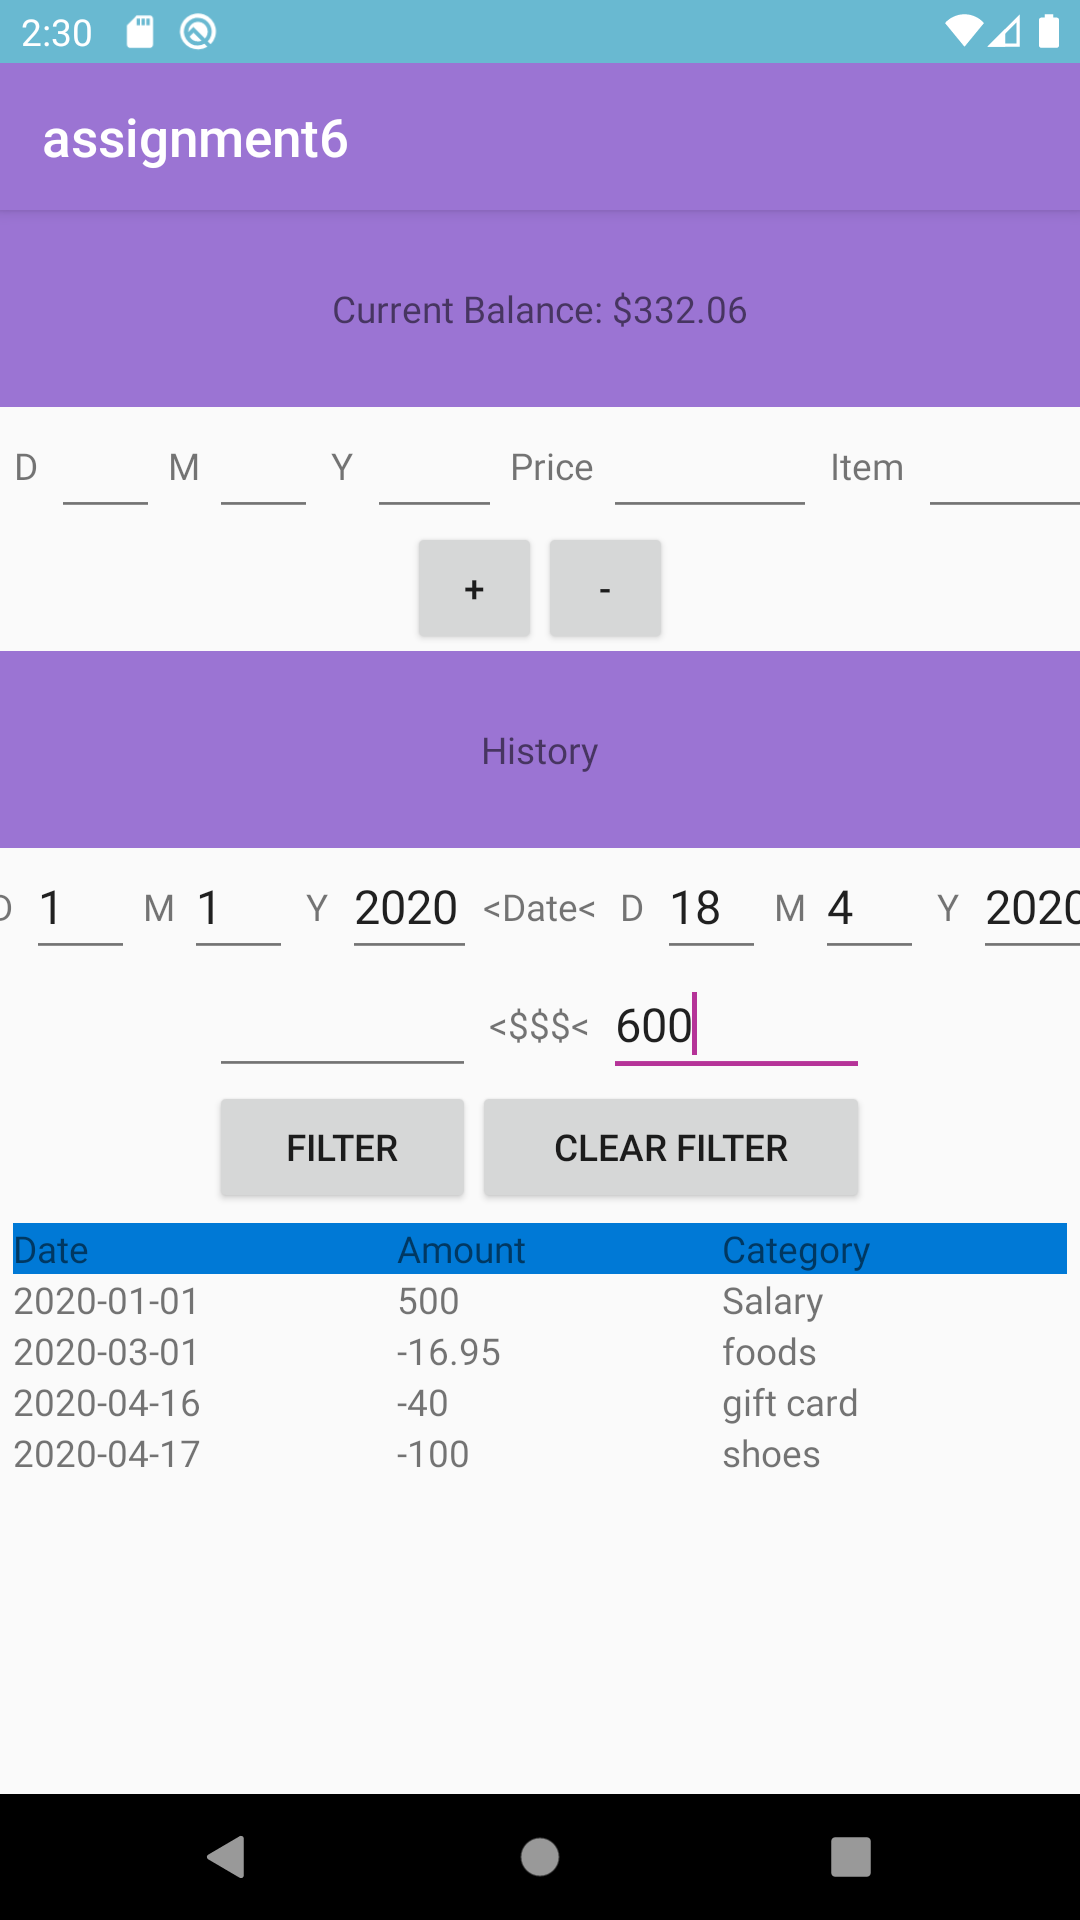 2:30
assignment6
Current Balance: $332.06
D M Y Price Item
+ -
History
D 1 M 1 Y 2020 <Date< D 18 M 4 Y 2020
<$$$< 600
FILTER CLEAR FILTER
Date Amount Category
2020-01-01 500 Salary
2020-03-01 -16.95 foods
2020-04-16 -40 gift card
2020-04-17 -100 shoes